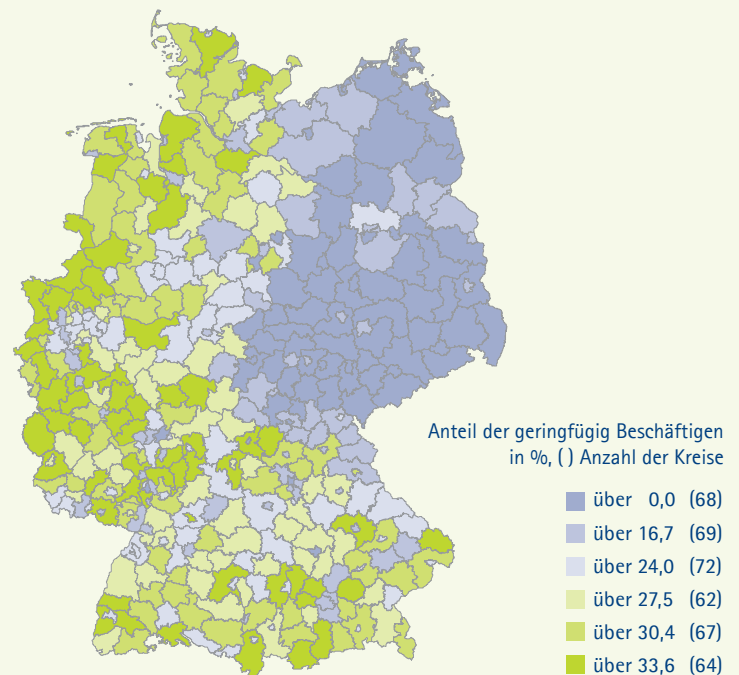 Anteil der geringfügig Beschäftigen
in %, ( ) Anzahl der Kreise
über 0,0 (68)
über 16,7 (69)
über 24,0 (72)
über 27,5 (62)
über 30,4 (67)
über 33,6 (64)